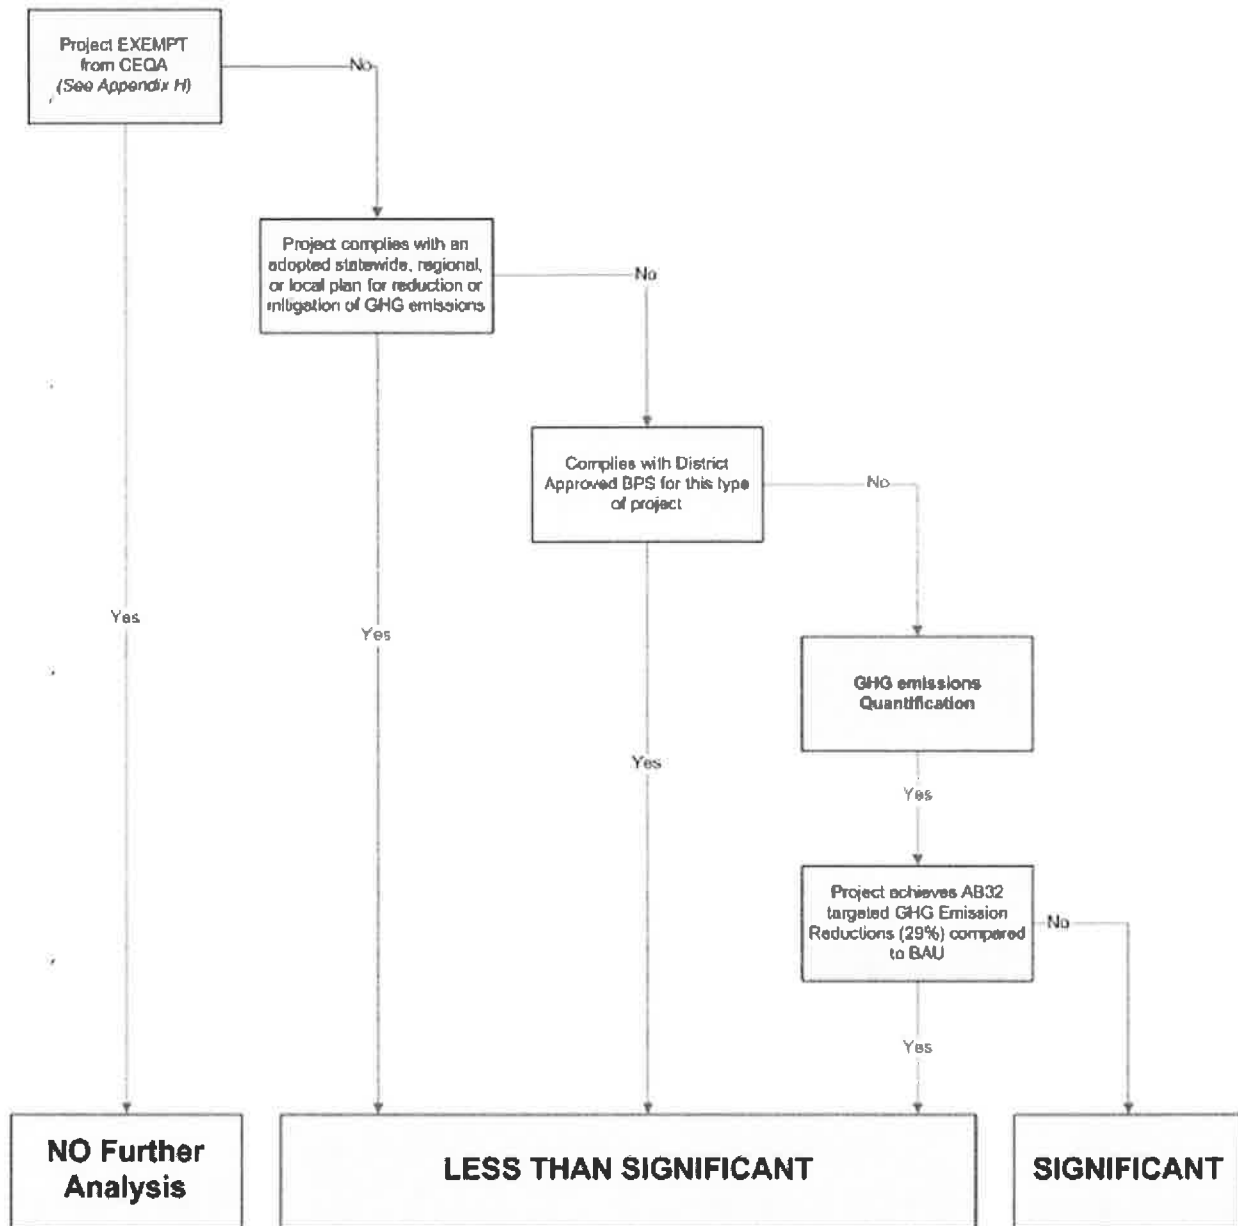 Project EXEMPT
from CEQA
(See Appendix H)
No
Project complies with an
adopted statewide, regional,
or local plan for reduction or
mitigation of GHG emissions
No
Complies with District
Approved BPS for this type
of project
No
Yes
Yes
GHG emissions
Quantification
Yes
Yes
Project achieves AB32
targeted GHG Emission
Reductions (29%) compared
to BAU
No
Yes
NO Further
Analysis
LESS THAN SIGNIFICANT
SIGNIFICANT